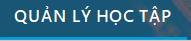 QUẢN LÝ HỌC TẬP